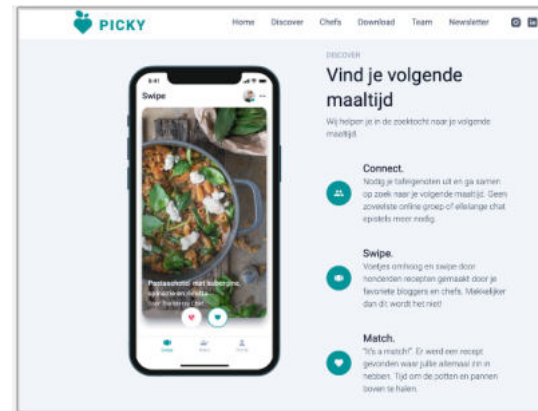 PICKY
Home Discover Chefs Download Team Newsletter
DISCOVER
Vind je volgende
maaltijd
Wij helpen je in de zoektocht naar je volgende
maaltijd.
9:41
Swipe
Pastaschotel met aubergine,
spinazie en ricotta
Connect.
Nodig je tafelgenoten uit en ga samen
op zoek naar je volgende maaltijd. Geen
zoveelste online groep of ellelange chat
epistels meer nodig.
Swipe.
Voetjes omhoog en swipe door
honderden recepten gemaakt door je
favoriete bloggers en chefs. Makkelijker
dan dit wordt het niet!
Match.
"It's a match!". Er werd een recept
gevonden waar jullie allemaal zin in
hebben. Tijd om de potten en pannen
boven te halen.